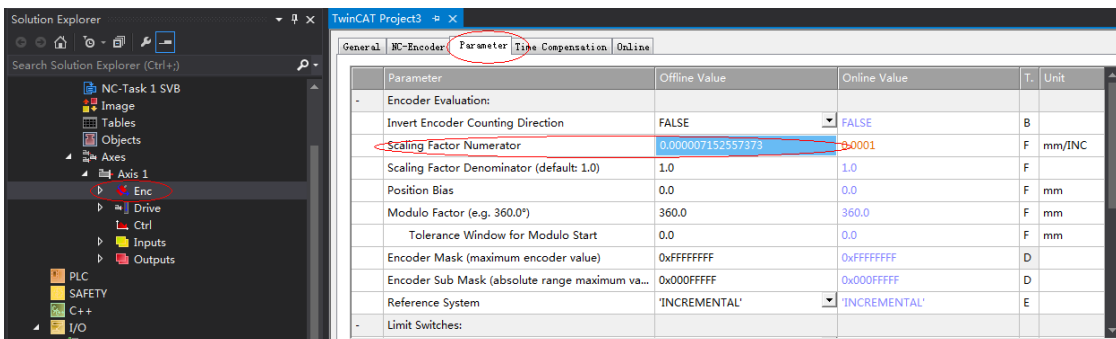 Solution Explorer
Search Solution Explorer (Ctrl+;)
NC-Task 1 SVB
Image
Tables
Objects
Axes
Axis 1
Enc
Drive
Ctrl
Inputs
Outputs
PLC
SAFETY
C++
I/O
TwinCAT Project3
General NC-Encoder Parameter Time Compensation Online
Parameter Offline Value Online Value T. Unit
- Encoder Evaluation:
Invert Encoder Counting Direction FALSE FALSE B
Scaling Factor Numerator 0.000007152557373 0.0001 F mm/INC
Scaling Factor Denominator (default: 1.0) 1.0 1.0 F
Position Bias 0.0 0.0 F mm
Modulo Factor (e.g. 360.0°) 360.0 360.0 F mm
Tolerance Window for Modulo Start 0.0 0.0 F mm
Encoder Mask (maximum encoder value) 0xFFFFFFFF 0xFFFFFFFF D
Encoder Sub Mask (absolute range maximum va... 0x000FFFFF 0x000FFFFF D
Reference System 'INCREMENTAL' 'INCREMENTAL' E
- Limit Switches: